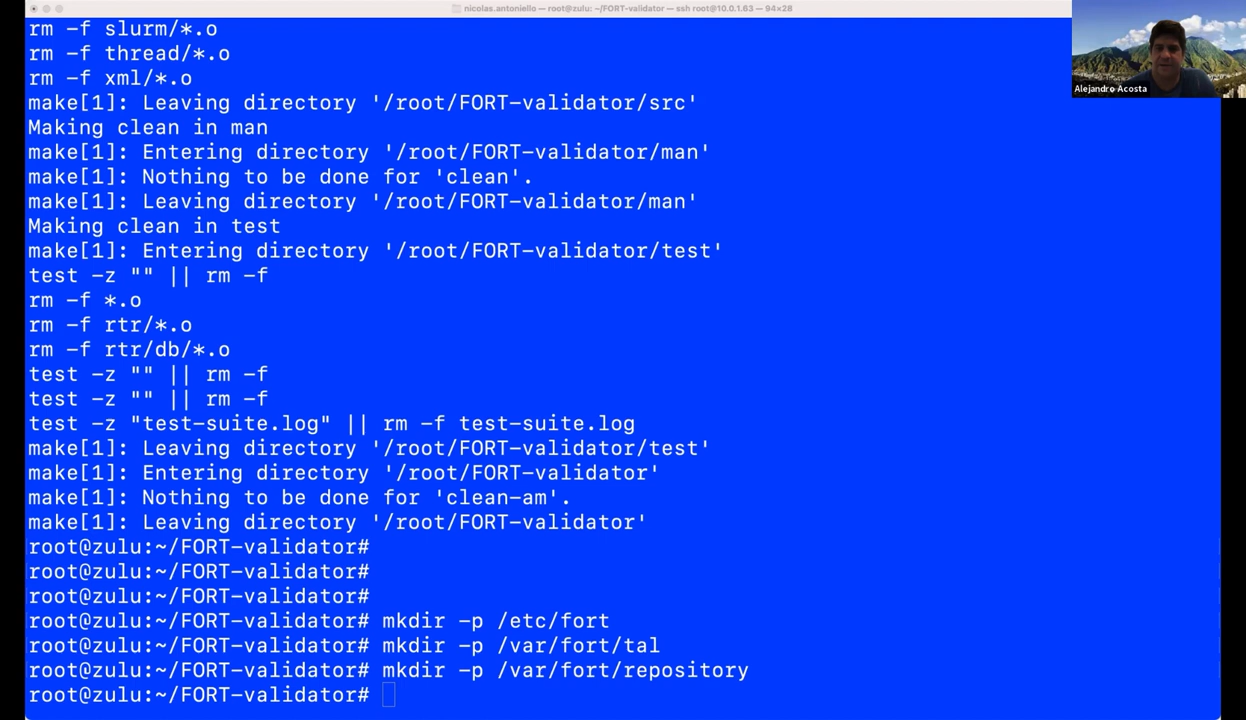 nicolas.antoniello — root@zulu: ~/FORT-validator — ssh root@10.0.1.63 — 94×28
rm -f slurm/*.o
rm -f thread/*.o
rm -f xml/*.o
make[1]: Leaving directory '/root/FORT-validator/src'
Making clean in man
make[1]: Entering directory '/root/FORT-validator/man'
make[1]: Nothing to be done for 'clean'.
make[1]: Leaving directory '/root/FORT-validator/man'
Making clean in test
make[1]: Entering directory '/root/FORT-validator/test'
test -z "" || rm -f
rm -f *.o
rm -f rtr/*.o
rm -f rtr/db/*.o
test -z "" || rm -f
test -z "" || rm -f
test -z "test-suite.log" || rm -f test-suite.log
make[1]: Leaving directory '/root/FORT-validator/test'
make[1]: Entering directory '/root/FORT-validator'
make[1]: Nothing to be done for 'clean-am'.
make[1]: Leaving directory '/root/FORT-validator'
root@zulu:~/FORT-validator#
root@zulu:~/FORT-validator#
root@zulu:~/FORT-validator#
root@zulu:~/FORT-validator# mkdir -p /etc/fort
root@zulu:~/FORT-validator# mkdir -p /var/fort/tal
root@zulu:~/FORT-validator# mkdir -p /var/fort/repository
root@zulu:~/FORT-validator#
Alejandro Acosta